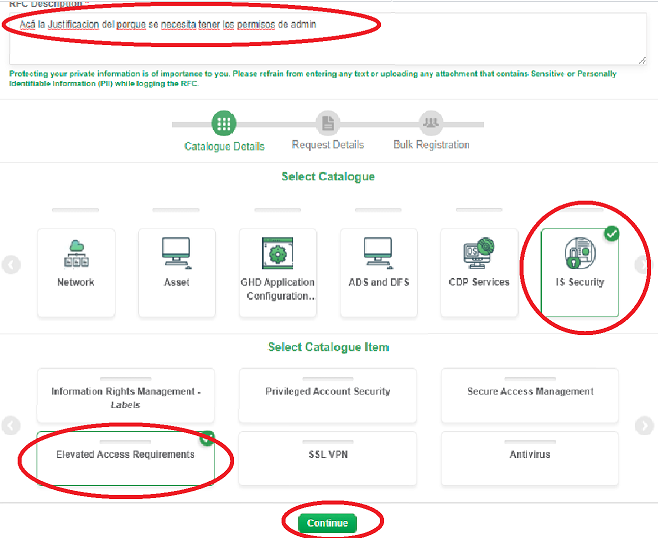 RFC Description *
Acá la Justificacion del porque se necesita tener los permisos de admin
Protecting your private information is of importance to you. Please refrain from entering any text or uploading any attachment that contains Sensitive or Personally
Identifiable Information (PII) while logging the RFC.
Catalogue Details
Request Details
Bulk Registration
Select Catalogue
Network
Asset
GHD Application
Configuration...
ADS and DFS
CDP Services
IS Security
Select Catalogue Item
Information Rights Management -
Labels
Privileged Account Security
Secure Access Management
Elevated Access Requirements
SSL VPN
Antivirus
Continue